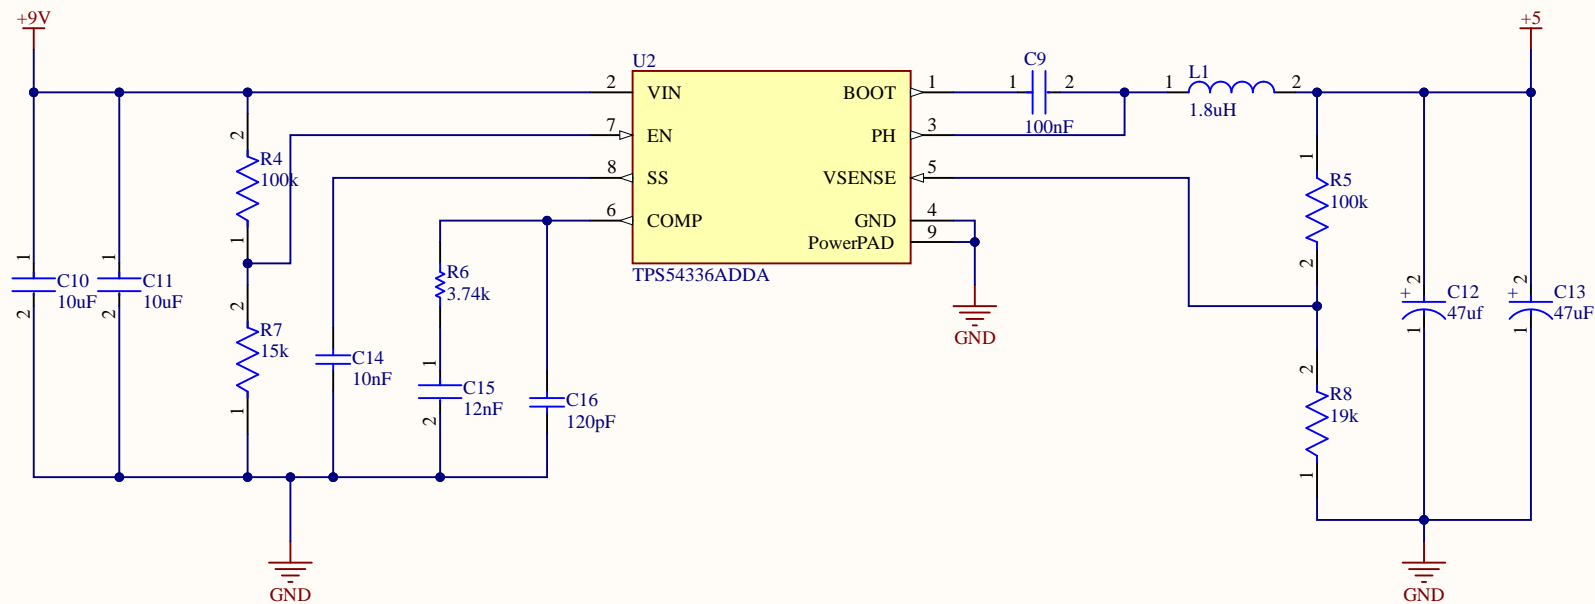 +9V
+5
U2
C9
2
VIN
BOOT
1
1
2
1
L1
2
100nF
1.8uH
7
EN
PH
3
2
R4
100k
1
8
SS
VSENSE
5
1
R5
100k
2
6
COMP
GND
4
PowerPAD
9
TPS54336ADDA
1
C10
10uF
2
1
C11
10uF
2
2
R7
15k
1
R6
3.74k
GND
+
2
C12
47uf
1
+
2
C13
47uF
1
C14
10nF
1
C15
12nF
2
C16
120pF
2
R8
19k
1
GND
GND